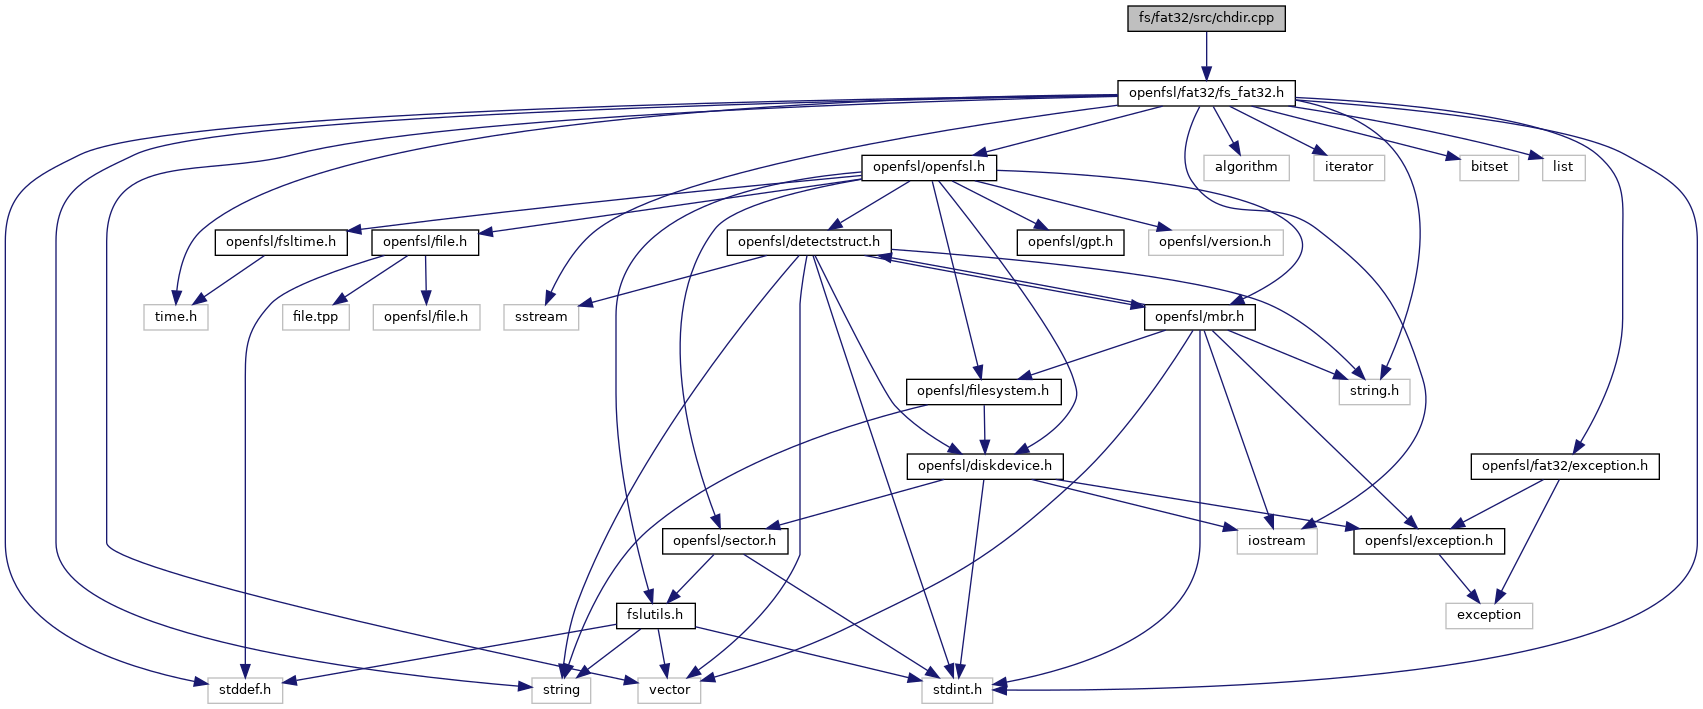 fs/fat32/src/chdir.cpp
openfsl/fat32/fs_fat32.h
openfsl/openfsl.h
algorithm
iterator
bitset
list
openfsl/fsltime.h
openfsl/file.h
openfsl/detectstruct.h
openfsl/gpt.h
openfsl/version.h
time.h
file.tpp
openfsl/file.h
sstream
openfsl/mbr.h
openfsl/filesystem.h
string.h
openfsl/diskdevice.h
openfsl/fat32/exception.h
openfsl/sector.h
iostream
openfsl/exception.h
fslutils.h
exception
stddef.h
string
vector
stdint.h